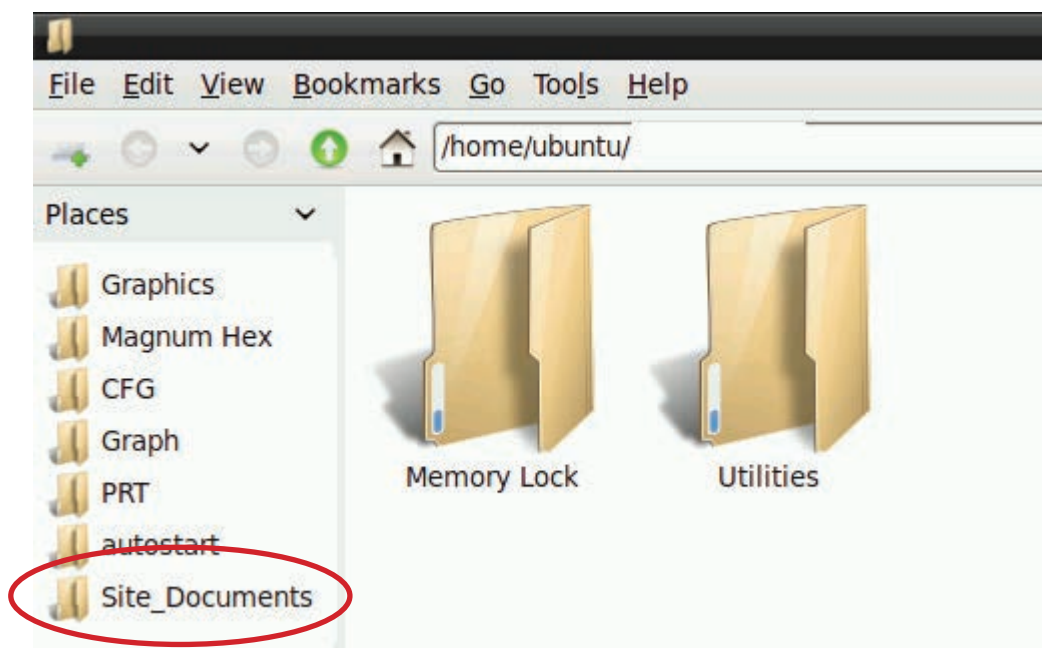 File Edit View Bookmarks Go Tools Help
/home/ubuntu/
Places
Graphics
Magnum Hex
CFG
Graph
PRT
autostart
Site_Documents
Memory Lock
Utilities